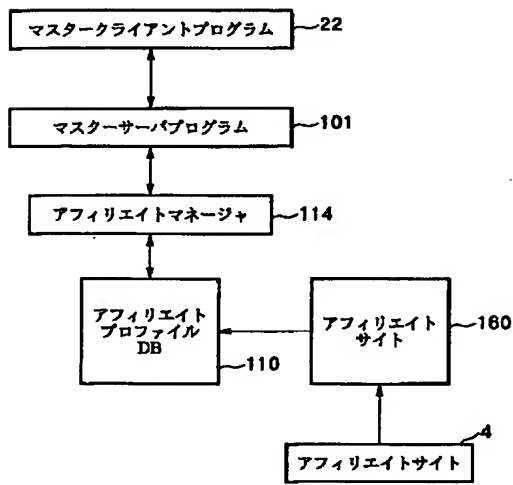 マスタークライアントプログラム
22
マスターサーバプログラム
101
アフィリエイトマネージャ
114
アフィリエイト
プロファイル
DB
110
アフィリエイト
サイト
160
アフィリエイトサイト
4